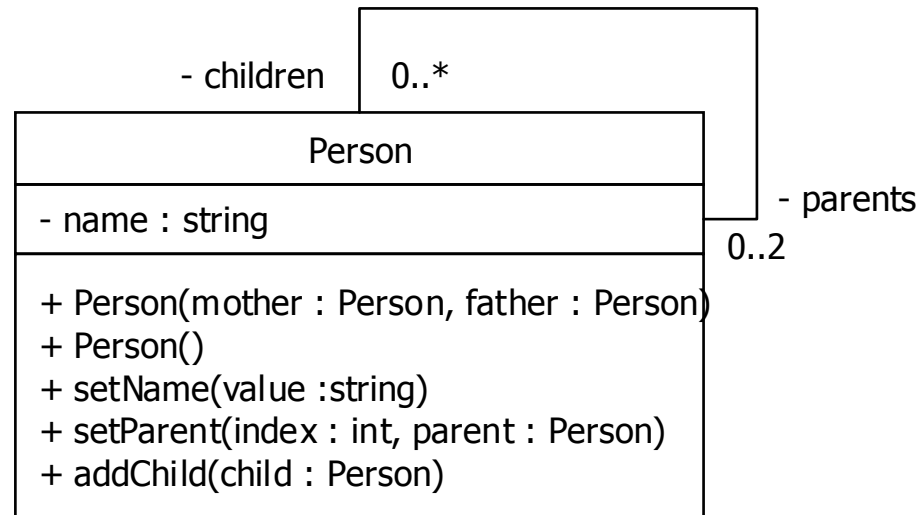 - children
0..*
Person
- name : string
- parents
0..2
+ Person(mother : Person, father : Person)
+ Person()
+ setName(value :string)
+ setParent(index : int, parent : Person)
+ addChild(child : Person)